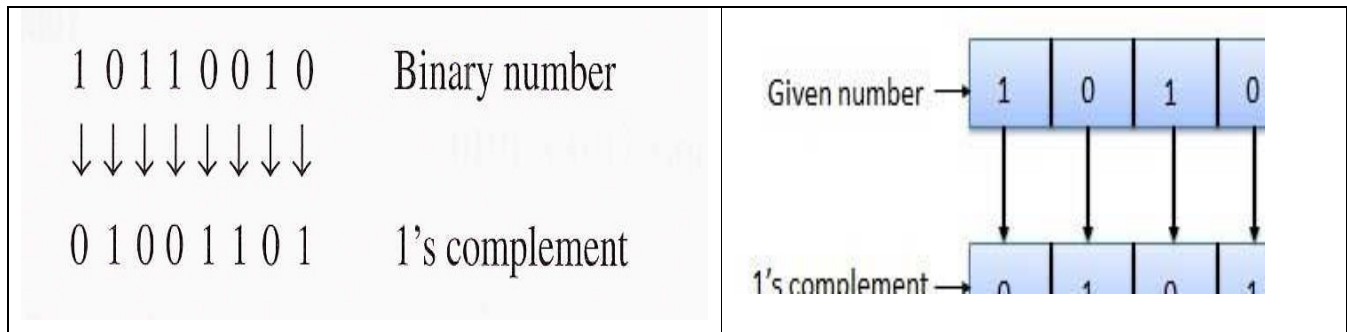 1 0 1 1 0 0 1 0 Binary number
↓ ↓ ↓ ↓ ↓ ↓ ↓ ↓
0 1 0 0 1 1 0 1 1's complement
Given number → 1 0 1 0
1's complement → 0 1 0 1